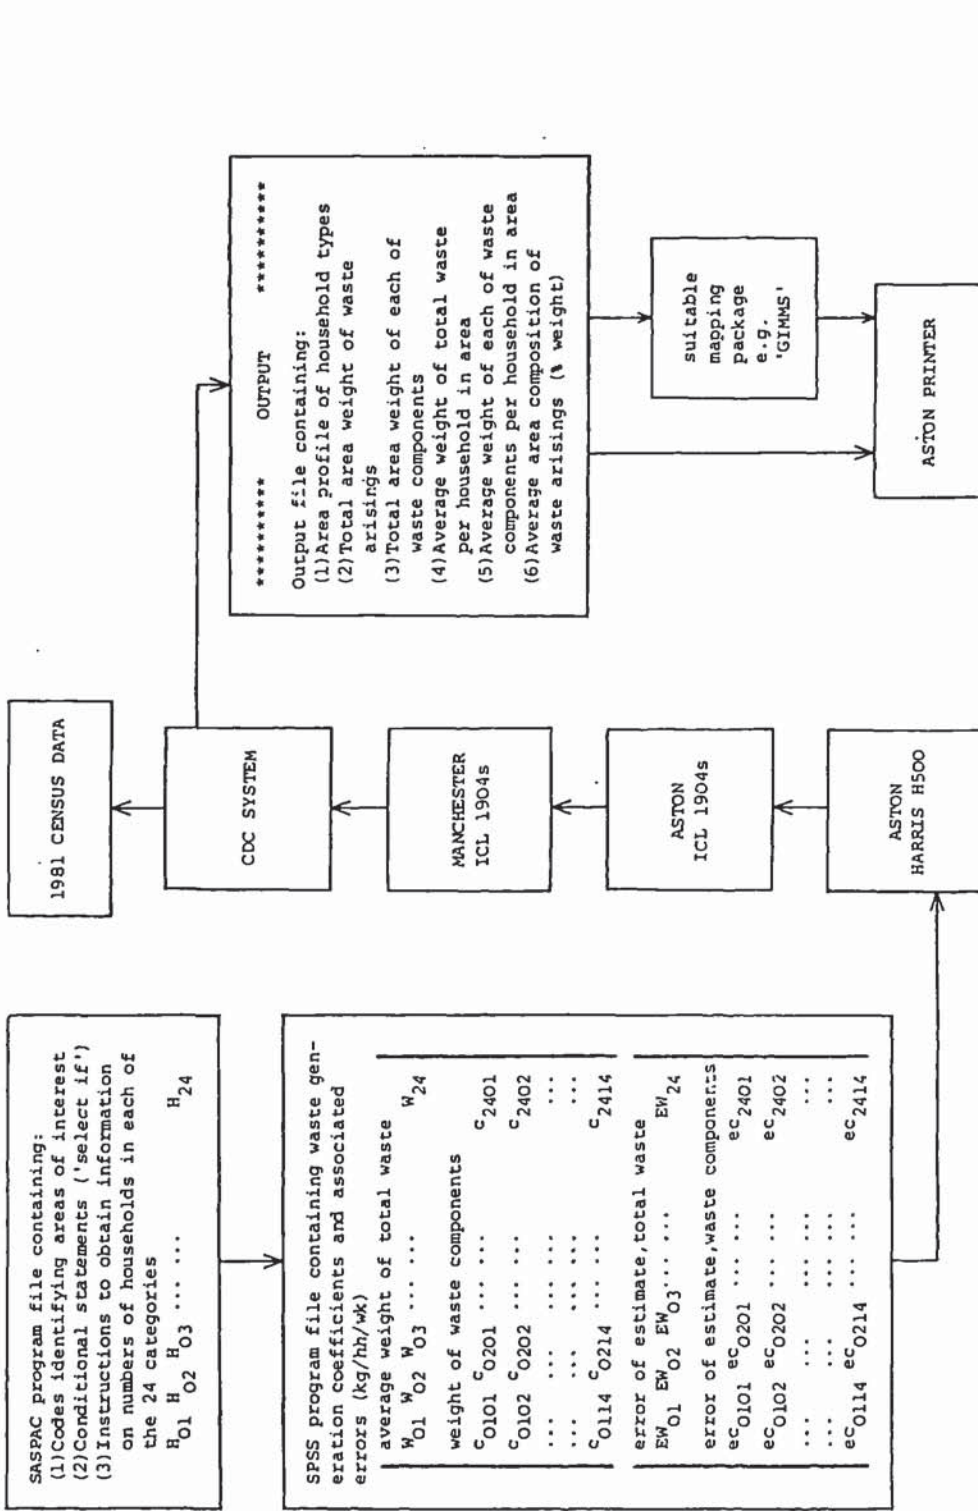 SASPAC program file containing:
(1)Codes identifying areas of interest
(2)Conditional statements ('select if')
(3)Instructions to obtain information
on numbers of households in each of
the 24 categories
H01 H02 H03 ... ... H24
SPSS program file containing waste gen-
eration coefficients and associated
errors (kg/hh/wk)
average weight of total waste
W01 W02 W03 ... ... W24
weight of waste components
c0101 c0201 ... ... c2401
c0102 c0202 ... ... c2402
... ... ... ... ...
... ... ... ... ...
c0114 c0214 ... ... c2414
error of estimate,total waste
EW01 EW02 EW03 ... ... EW24
error of estimate,waste components
ec0101 ec0201 ... ... ec2401
ec0102 ec0202 ... ... ec2402
... ... ... ... ...
... ... ... ... ...
ec0114 ec0214 ... ... ec2414
1981 CENSUS DATA
CDC SYSTEM
MANCHESTER
ICL 1904s
ASTON
ICL 1904s
ASTON
HARRIS H500
********** OUTPUT **********
Output file containing:
(1)Area profile of household types
(2)Total area weight of waste
arisings
(3)Total area weight of each of
waste components
(4)Average weight of total waste
per household in area
(5)Average weight of each of waste
components per household in area
(6)Average area composition of
waste arisings (% weight)
suitable
mapping
package
e.g.
'GIMMS'
ASTON PRINTER